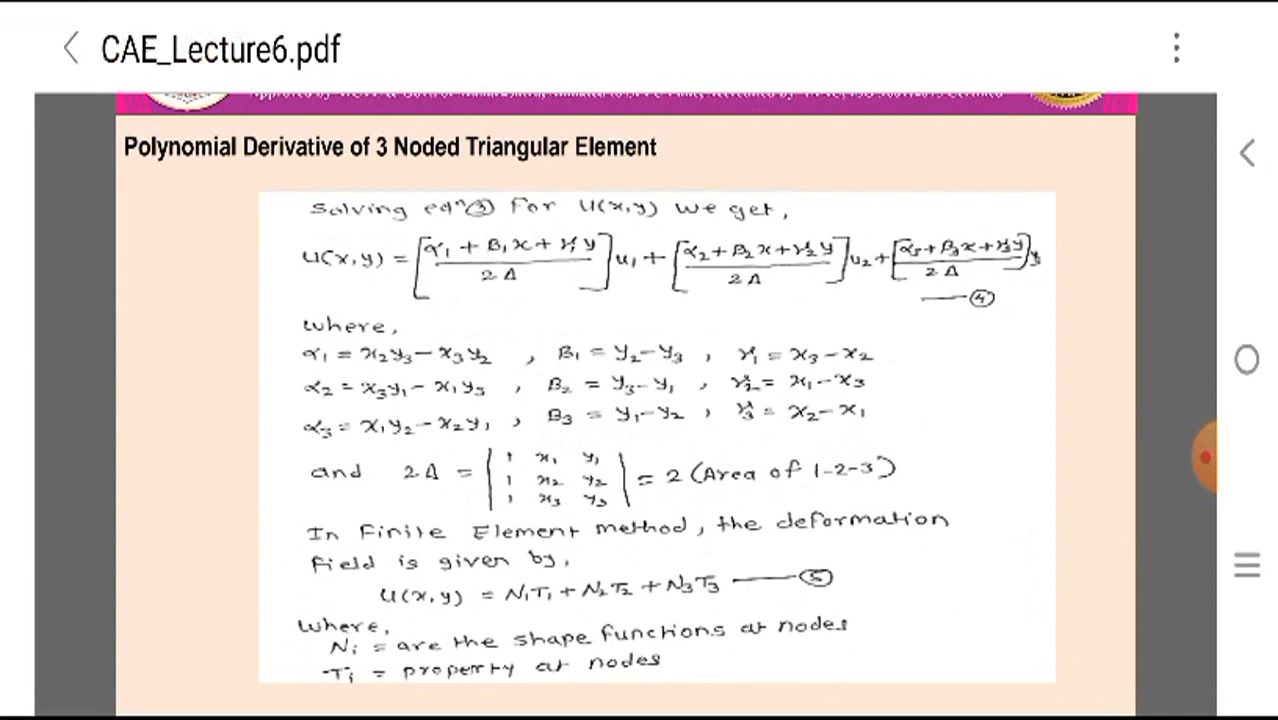 CAE_Lecture6.pdf
Polynomial Derivative of 3 Noded Triangular Element
Solving eqⁿ ③ For U(x,y) we get,
U(x,y) = [α₁ + β₁x + γ₁y / 2Δ] u₁ + [α₂ + β₂x + γ₂y / 2Δ] u₂ + [α₃ + β₃x + γ₃y / 2Δ]
④
where,
α₁ = x₂y₃ – x₃y₂ , β₁ = y₂ – y₃ , γ₁ = x₃ – x₂
α₂ = x₃y₁ – x₁y₃ , β₂ = y₃ – y₁ , γ₂ = x₁ – x₃
α₃ = x₁y₂ – x₂y₁ , β₃ = y₁ – y₂ , γ₃ = x₂ – x₁
and 2Δ = | 1 x₁ y₁
1 x₂ y₂
1 x₃ y₃ | = 2 (Area of 1-2-3)
In Finite Element method, the deformation
field is given by,
U(x,y) = N₁T₁ + N₂T₂ + N₃T₃ — ⑤
where,
Nᵢ = are the shape functions at nodes
Tᵢ = property at nodes